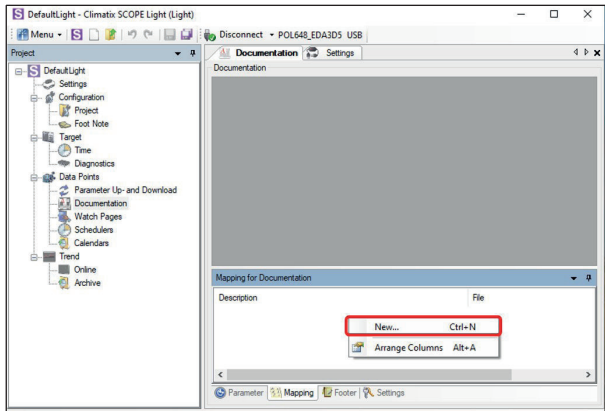 DefaultLight - Climatix SCOPE Light (Light)
Menu
Disconnect
POL648_EDA3D5 USB
Project
DefaultLight
Settings
Configuration
Project
Foot Note
Target
Time
Diagnostics
Data Points
Parameter Up- and Download
Documentation
Watch Pages
Schedulers
Calendars
Trend
Online
Archive
Documentation
Settings
Documentation
Mapping for Documentation
Description File
New... Ctrl+N
Arrange Columns Alt+A
Parameter Mapping Footer Settings